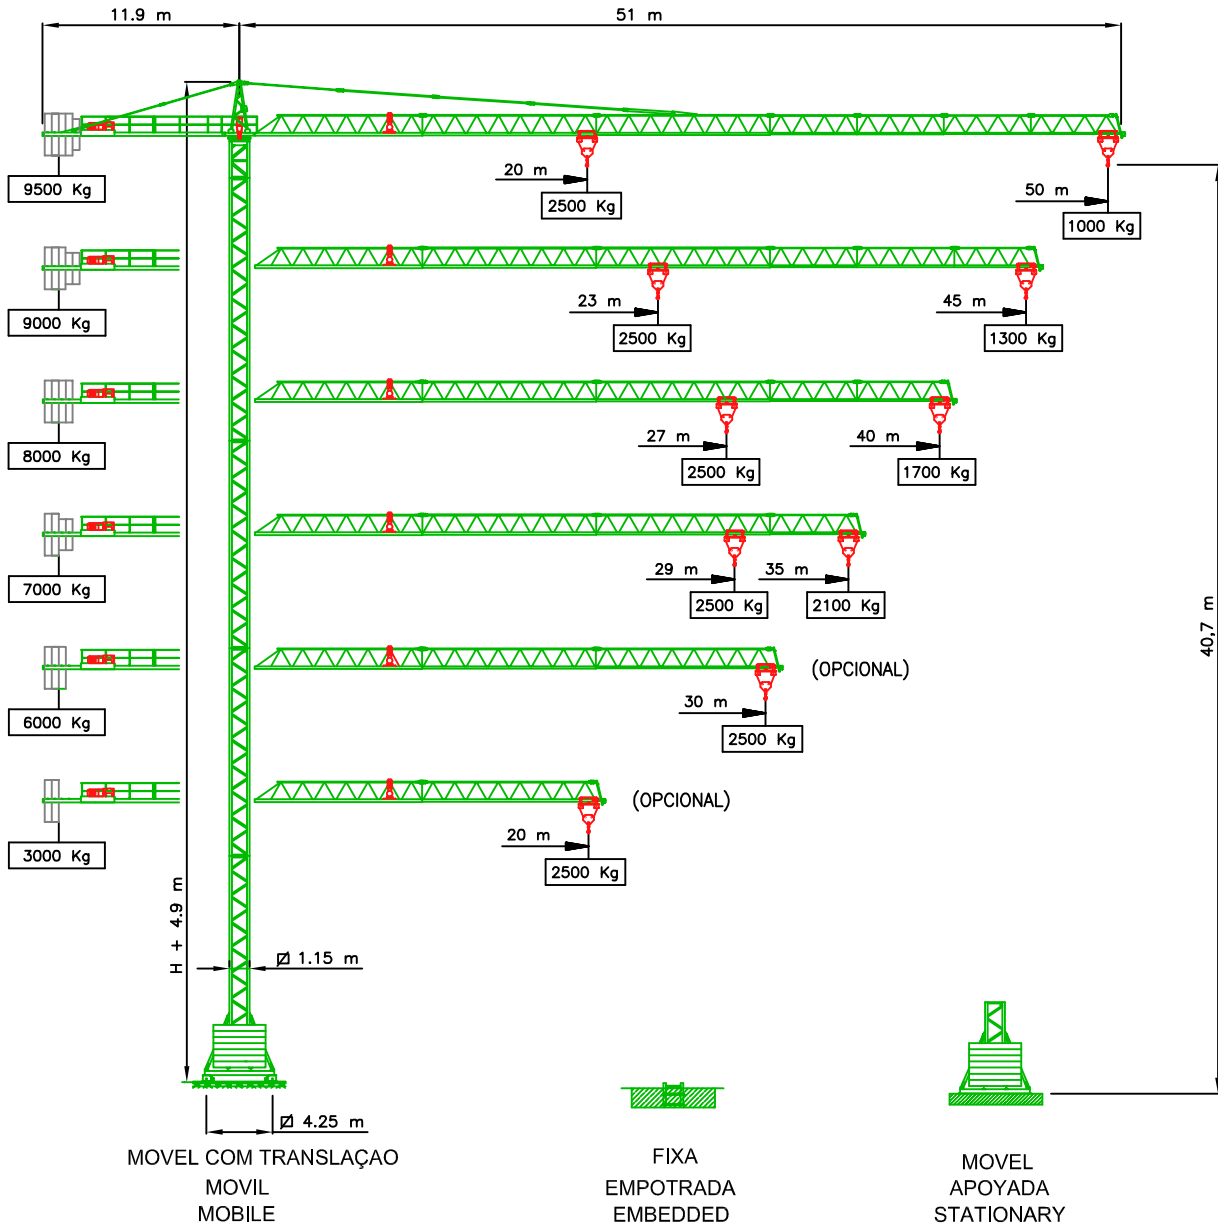 11.9 m
51 m
9500 Kg
20 m
2500 Kg
50 m
1000 Kg
9000 Kg
23 m
2500 Kg
45 m
1300 Kg
8000 Kg
27 m
2500 Kg
40 m
1700 Kg
7000 Kg
29 m
2500 Kg
35 m
2100 Kg
40,7 m
6000 Kg
(OPCIONAL)
30 m
2500 Kg
3000 Kg
(OPCIONAL)
20 m
2500 Kg
H + 4.9 m
1.15 m
4.25 m
MOVEL COM TRANSLAÇAO
MOVIL
MOBILE
FIXA
EMPOTRADA
EMBEDDED
MOVEL
APOYADA
STATIONARY